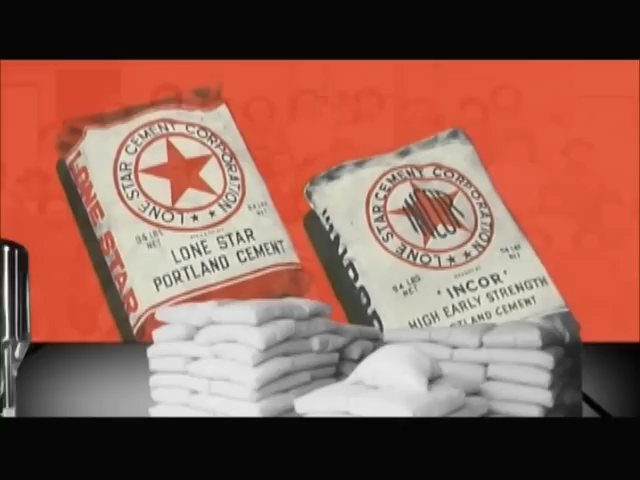 LONE STAR CEMENT CORPORATION
LONE STAR
94 LBS
NET
94 LBS
NET
LONE STAR
PORTLAND CEMENT
LONE STAR CEMENT CORPORATION
INCOR
94 LBS
NET
94 LBS
NET
'INCOR'
HIGH EARLY STRENGTH
PORTLAND CEMENT